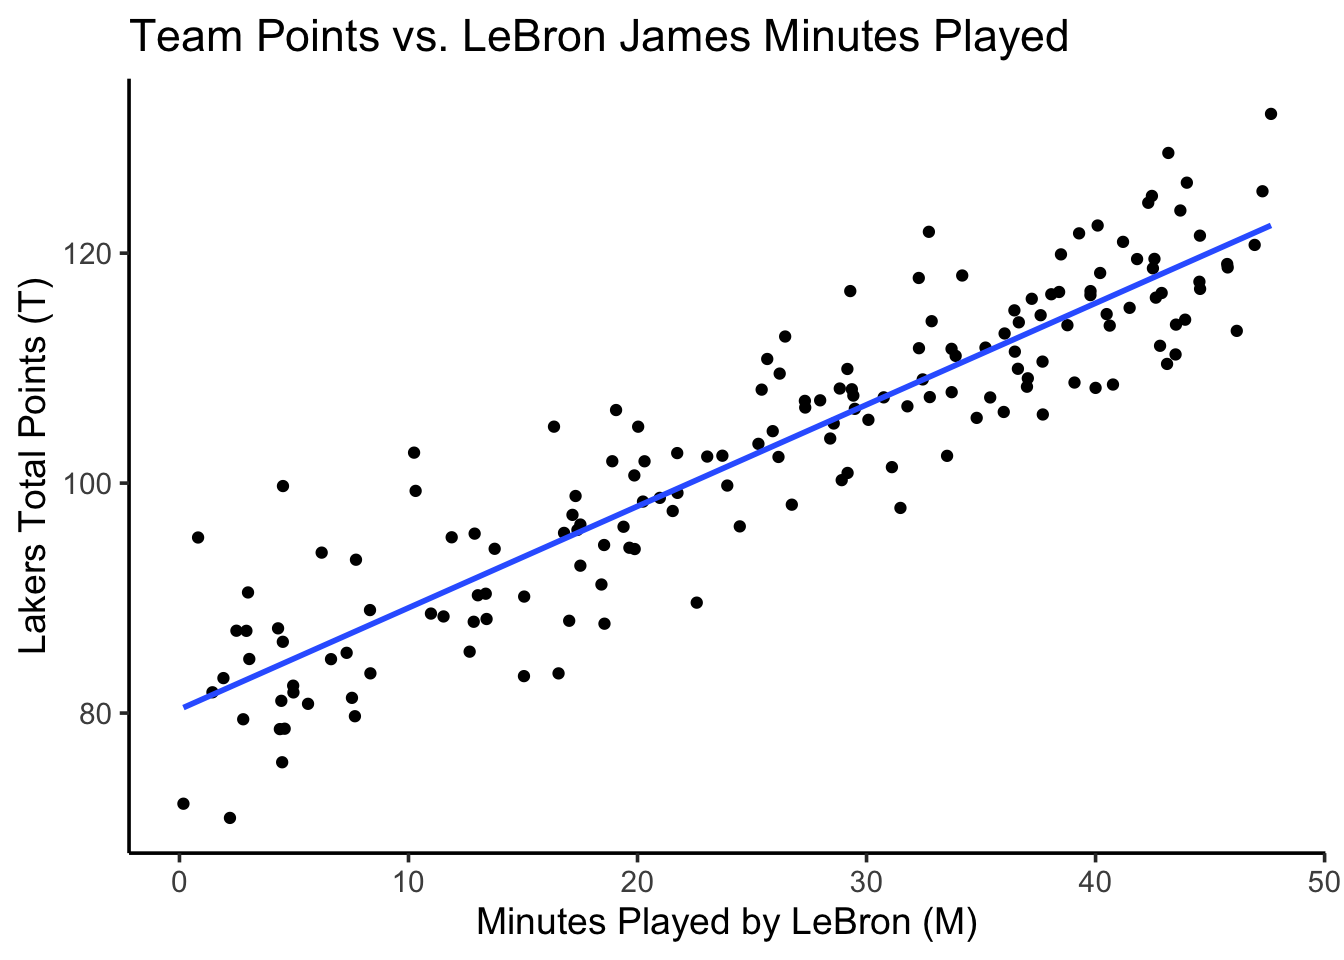 Team Points vs. LeBron James Minutes Played
Lakers Total Points (T)
120
100
80
0 10 20 30 40 50
Minutes Played by LeBron (M)